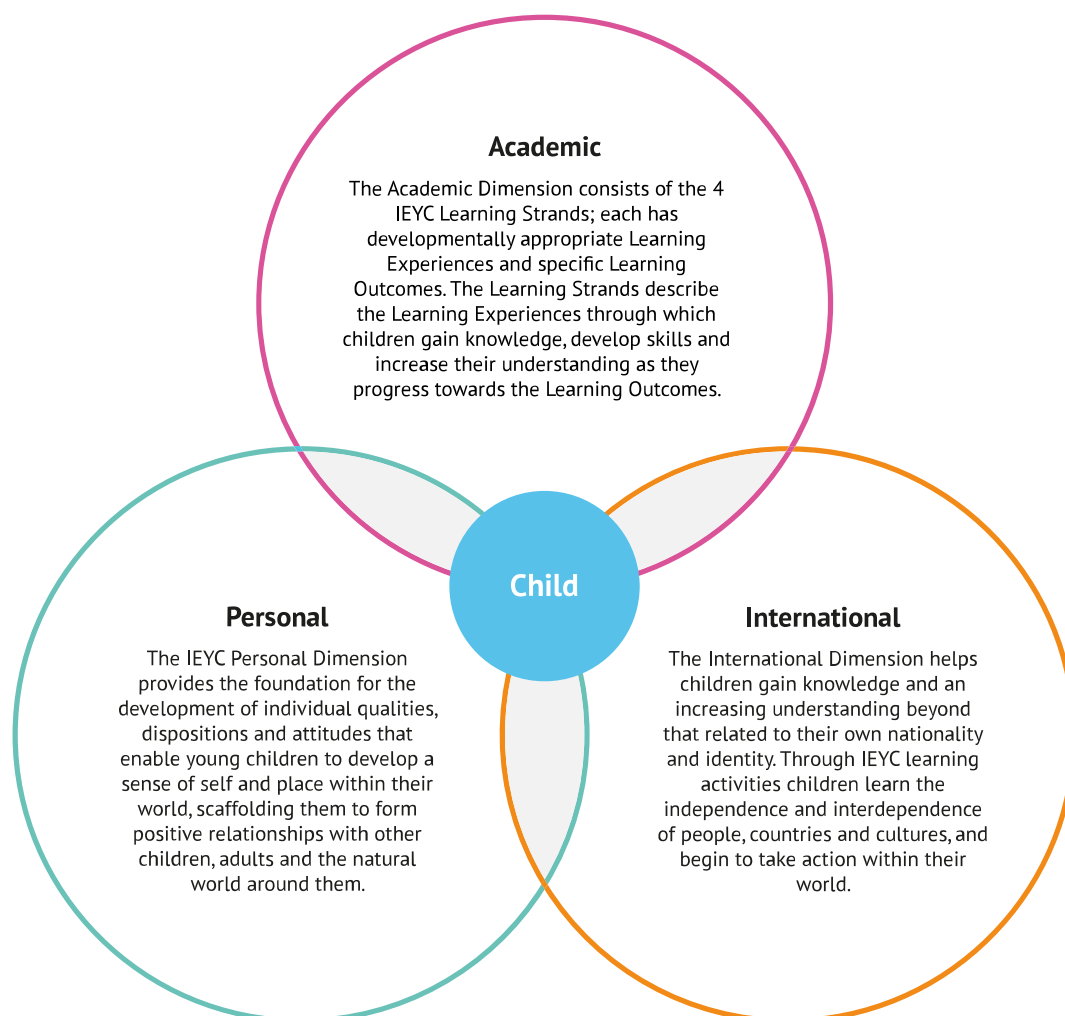 Academic
The Academic Dimension consists of the 4
IEYC Learning Strands; each has
developmentally appropriate Learning
Experiences and specific Learning
Outcomes. The Learning Strands describe
the Learning Experiences through which
children gain knowledge, develop skills and
increase their understanding as they
progress towards the Learning Outcomes.
Child
Personal
The IEYC Personal Dimension
provides the foundation for the
development of individual qualities,
dispositions and attitudes that
enable young children to develop a
sense of self and place within their
world, scaffolding them to form
positive relationships with other
children, adults and the natural
world around them.
International
The International Dimension helps
children gain knowledge and an
increasing understanding beyond
that related to their own nationality
and identity. Through IEYC learning
activities children learn the
independence and interdependence
of people, countries and cultures, and
begin to take action within their
world.